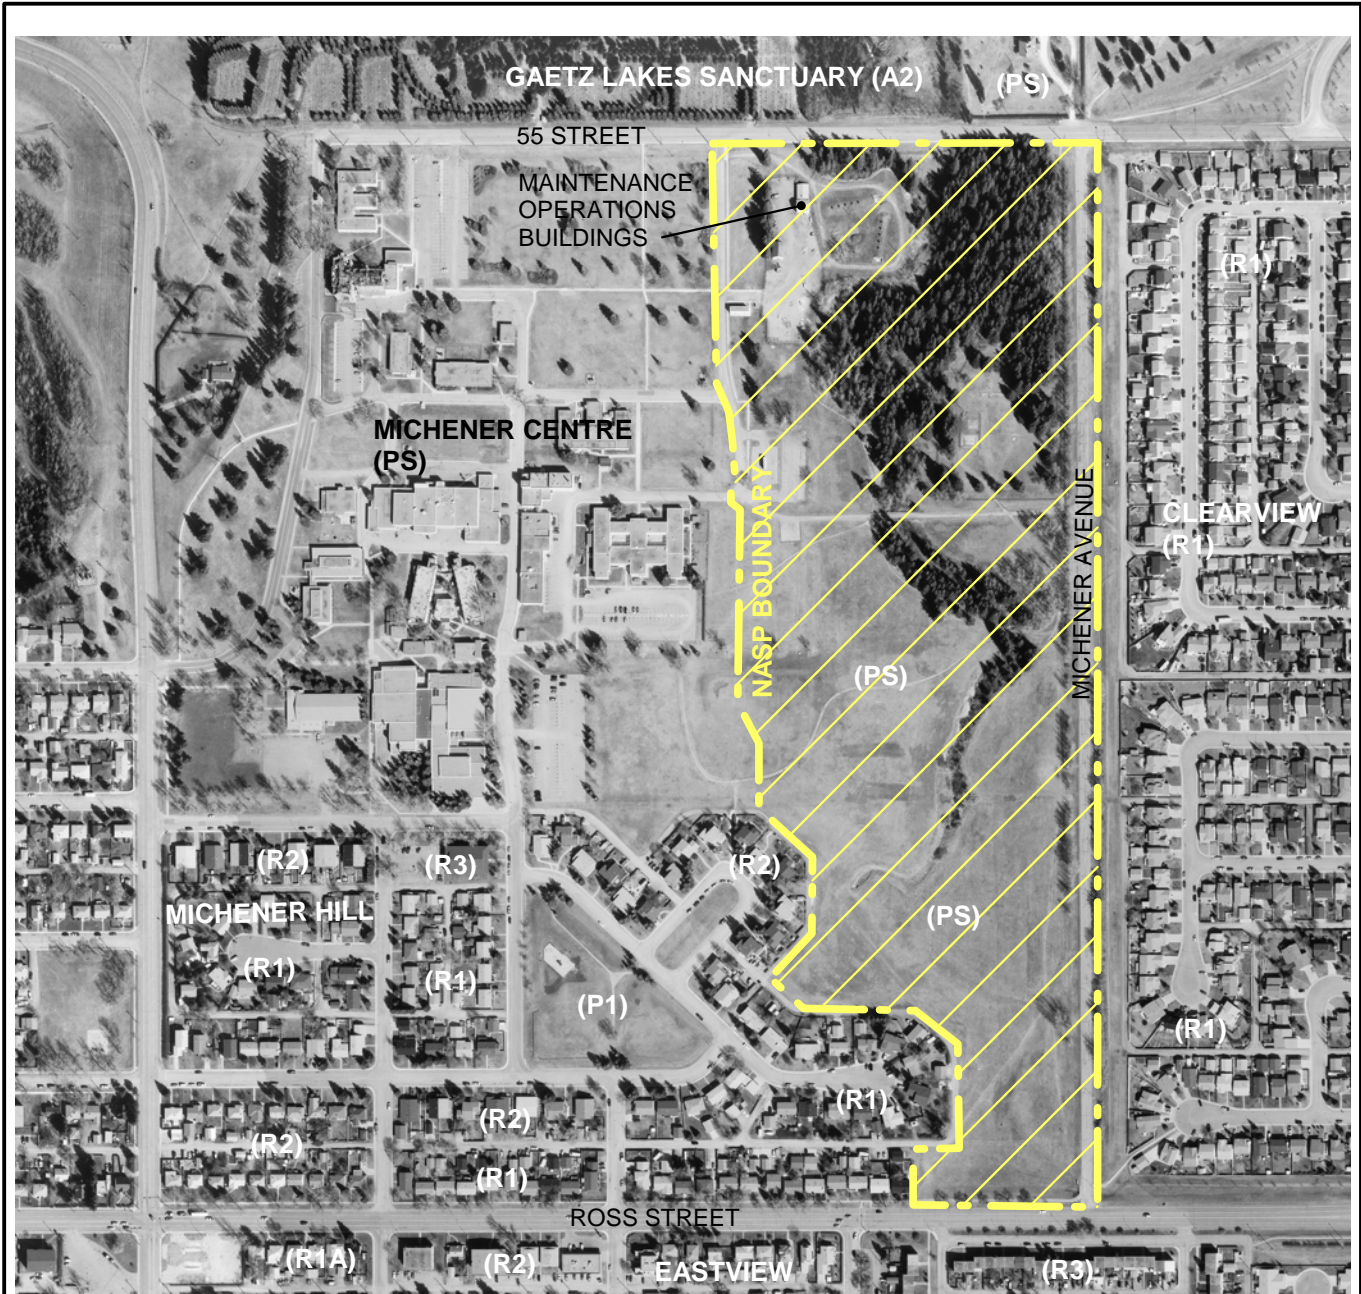 GAETZ LAKES SANCTUARY (A2)
(PS)
55 STREET
MAINTENANCE
OPERATIONS
BUILDINGS
(R1)
MICHENER CENTRE
(PS)
NASP BOUNDARY
MICHENER AVENUE
CLEARVIEW
(R1)
(PS)
(R2)
(R3)
(R2)
MICHENER HILL
(PS)
(R1)
(R1)
(P1)
(R1)
(R1)
(R2)
(R2)
(R1)
ROSS STREET
(R1A)
(R2)
EASTVIEW
(R3)